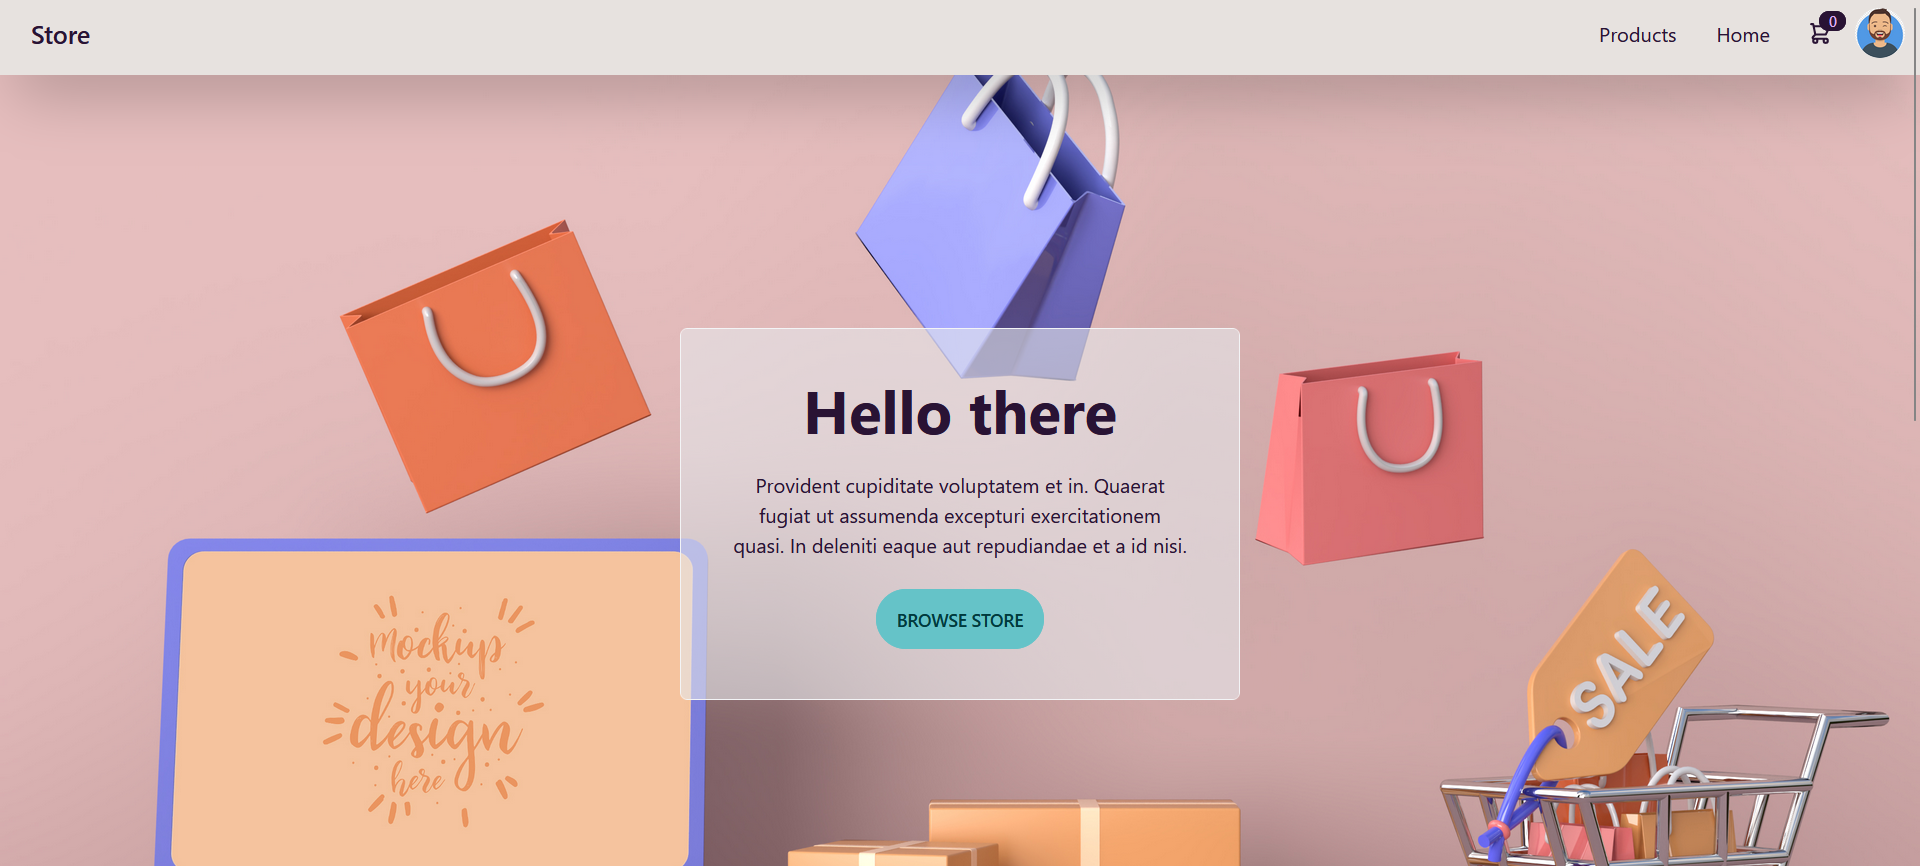 Store
Products
Home
0
Hello there
Provident cupiditate voluptatem et in. Quaerat
fugiat ut assumenda excepturi exercitationem
quasi. In deleniti eaque aut repudiandae et a id nisi.
BROWSE STORE
mockup
your
design
here
SALE